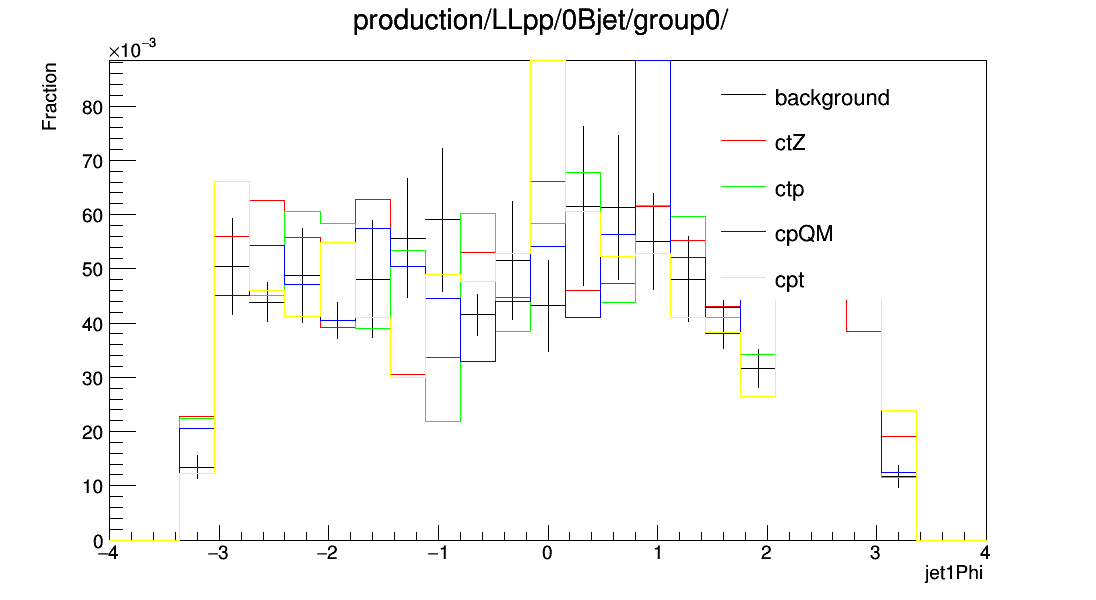 production/LLpp/0Bjet/group0/
×10⁻³
Fraction
80
70
60
50
40
30
20
10
0
−4 −3 −2 −1 0 1 2 3 4
jet1Phi
background
ctZ
ctp
cpQM
cpt